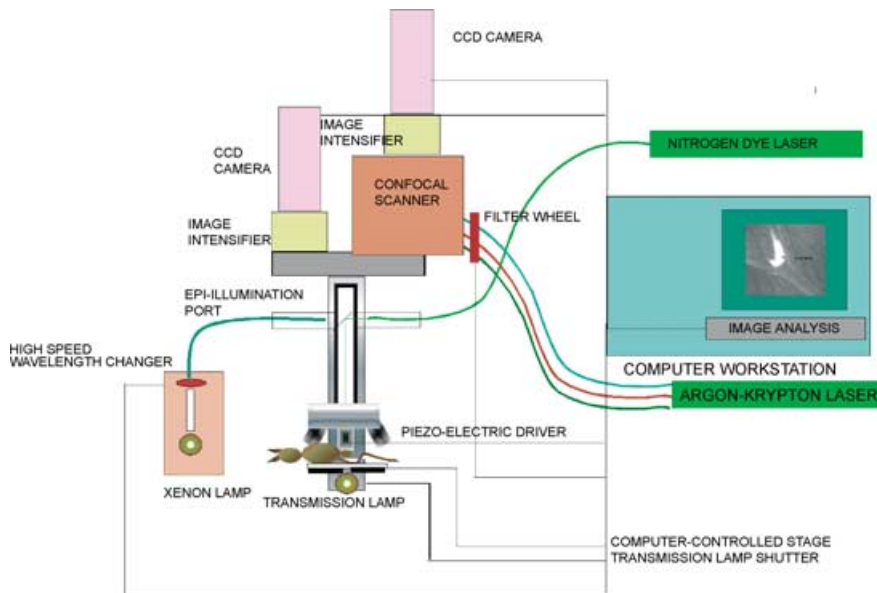 CCD CAMERA
IMAGE
INTENSIFIER
CCD
CAMERA
NITROGEN DYE LASER
CONFOCAL
SCANNER
FILTER WHEEL
IMAGE
INTENSIFIER
EPI-ILLUMINATION
PORT
IMAGE ANALYSIS
HIGH SPEED
WAVELENGTH CHANGER
COMPUTER WORKSTATION
ARGON-KRYPTON LASER
PIEZO-ELECTRIC DRIVER
XENON LAMP
TRANSMISSION LAMP
COMPUTER-CONTROLLED STAGE
TRANSMISSION LAMP SHUTTER